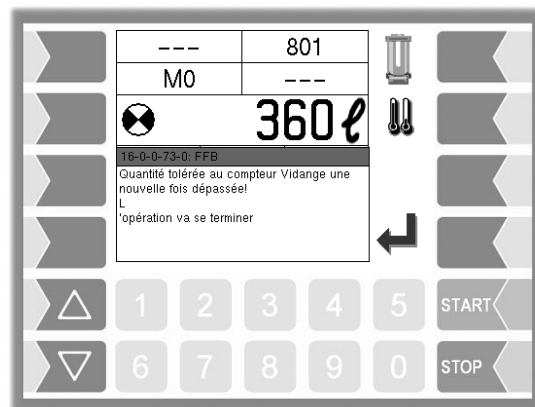 --- 801
M0 ---
360 ℓ
16-0-0-73-0: FFB
Quantité tolérée au compteur Vidange une
nouvelle fois dépassée!
L
'opération va se terminer
1 2 3 4 5 START
6 7 8 9 0 STOP